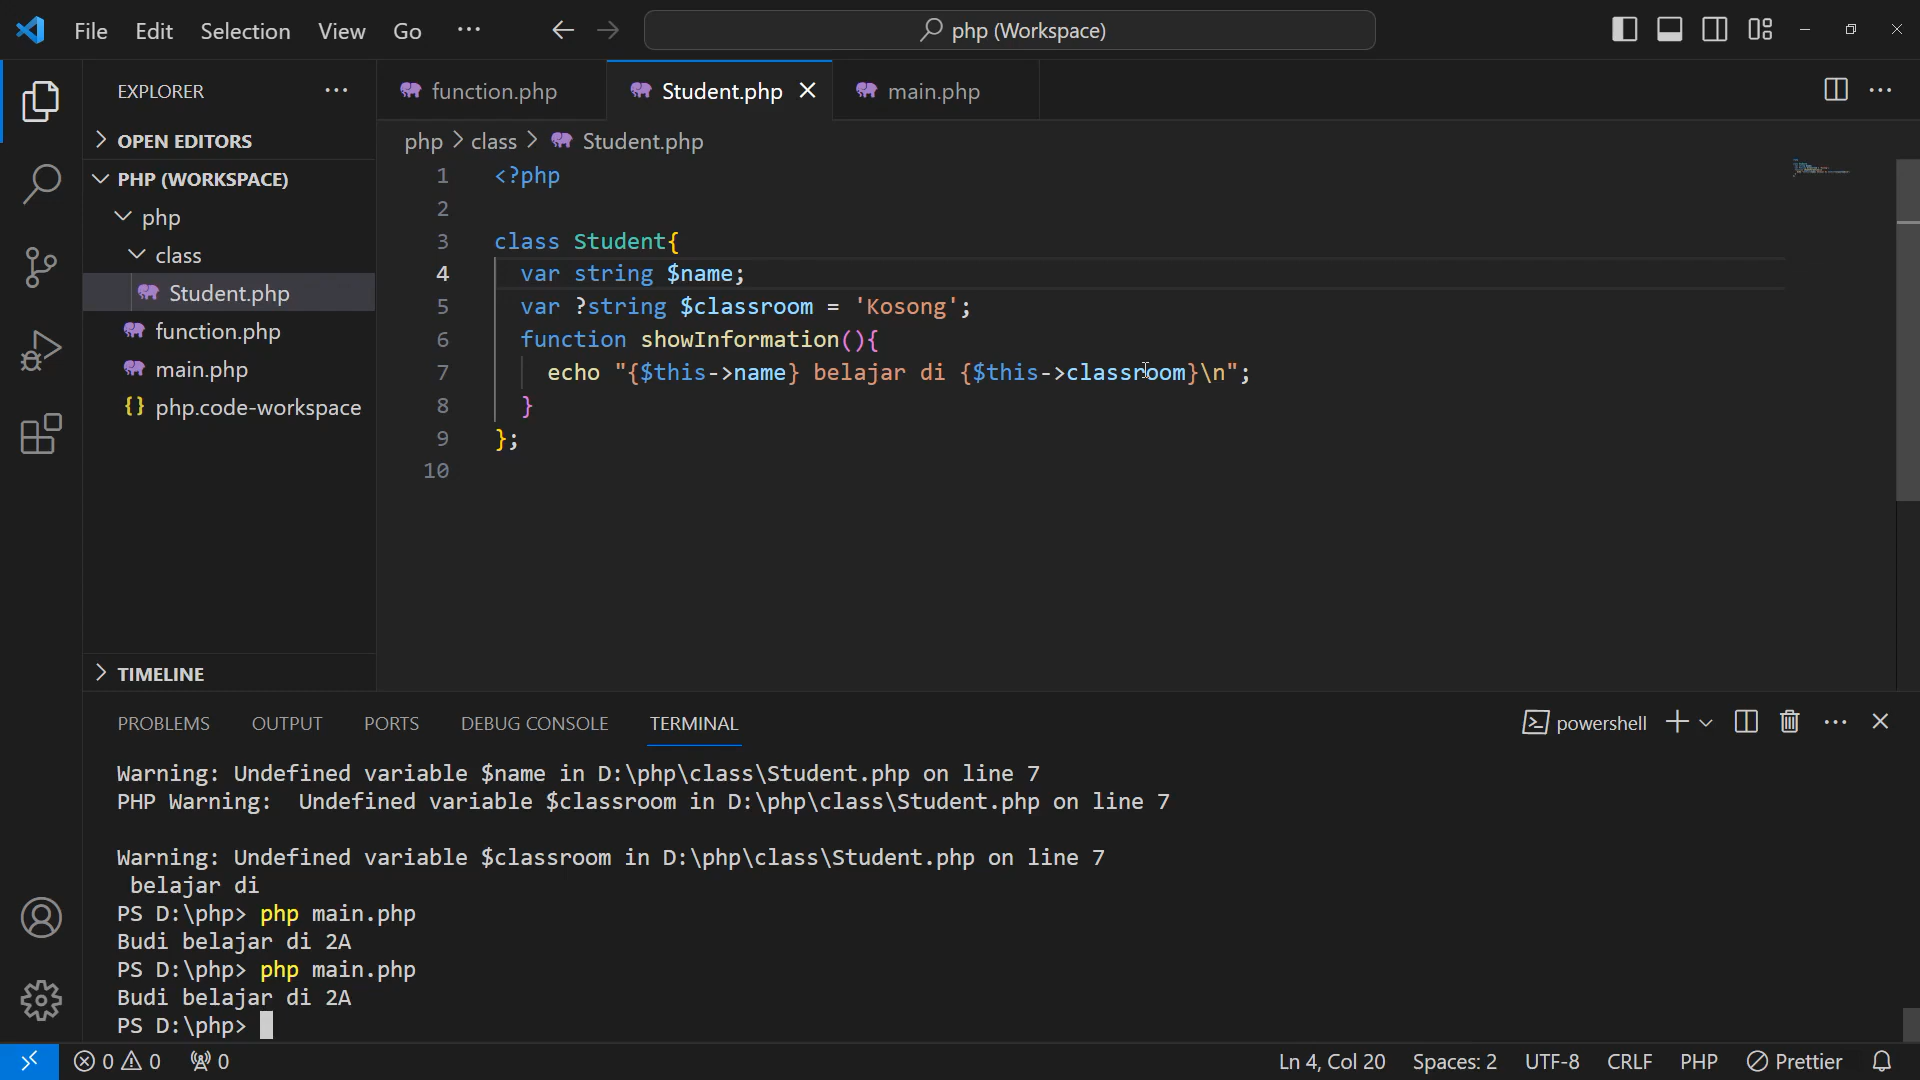 File Edit Selection View Go ··· php (Workspace)
EXPLORER ···
OPEN EDITORS
PHP (WORKSPACE)
php
class
Student.php
function.php
main.php
{} php.code-workspace
TIMELINE
function.php Student.php main.php ···
php > class > Student.php
1 <?php
2
3 class Student{
4 var string $name;
5 var ?string $classroom = 'Kosong';
6 function showInformation(){
7 echo "{$this->name} belajar di {$this->classroom}\n";
8 }
9 };
10
PROBLEMS OUTPUT PORTS DEBUG CONSOLE TERMINAL powershell ···
Warning: Undefined variable $name in D:\php\class\Student.php on line 7
PHP Warning:  Undefined variable $classroom in D:\php\class\Student.php on line 7
Warning: Undefined variable $classroom in D:\php\class\Student.php on line 7
belajar di
PS D:\php> php main.php
Budi belajar di 2A
PS D:\php> php main.php
Budi belajar di 2A
PS D:\php>
0 0 0 Ln 4, Col 20 Spaces: 2 UTF-8 CRLF PHP Prettier